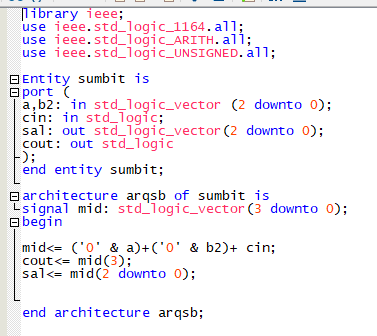 library ieee;
use ieee.std_logic_1164.all;
use ieee.std_logic_ARITH.all;
use ieee.std_logic_UNSIGNED.all;
Entity sumbit is
port (
a,b2: in std_logic_vector (2 downto 0);
cin: in std_logic;
sal: out std_logic_vector(2 downto 0);
cout: out std_logic
);
end entity sumbit;
architecture arqsb of sumbit is
signal mid: std_logic_vector(3 downto 0);
begin
mid<= ('0' & a)+('0' & b2)+ cin;
cout<= mid(3);
sal<= mid(2 downto 0);
end architecture arqsb;